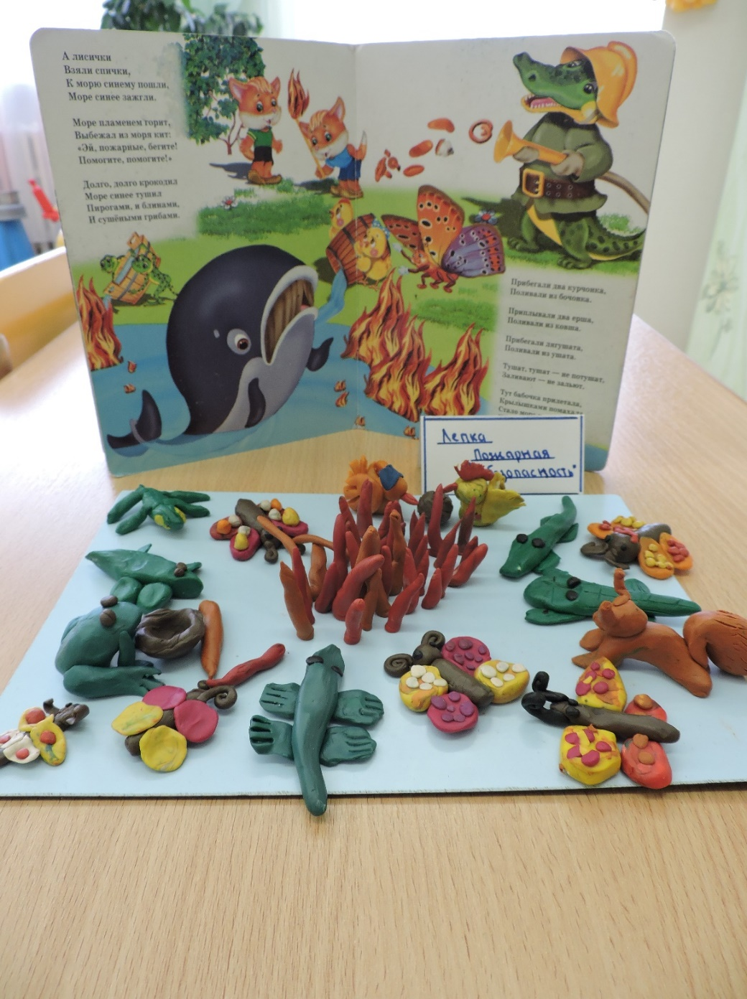 А лисички
Взяли спички,
К морю синему пошли,
Море синее зажгли.
Море пламенем горит,
Выбежал из моря кит:
«Эй, пожарные, бегите!
Помогите, помогите!»
Долго, долго крокодил
Море синее тушил
Пирогами, и блинами,
И сушёными грибами.
Прибегали два курчонка,
Поливали из бочонка.
Приплывали два ерша,
Поливали из ковша.
Прибегали лягушата,
Поливали из ушата.
Тушат, тушат — не потушат,
Заливают — не зальют.
Тут бабочка прилетала,
Крылышками помахала,
Стало
Лепка
Пожарная
безопасность"